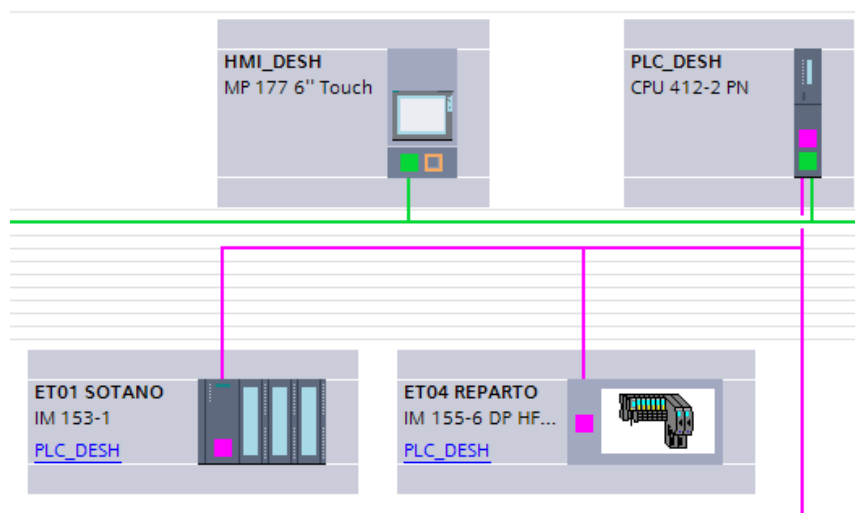 HMI_DESH
MP 177 6'' Touch
PLC_DESH
CPU 412-2 PN
ET01 SOTANO
IM 153-1
PLC_DESH
ET04 REPARTO
IM 155-6 DP HF...
PLC_DESH